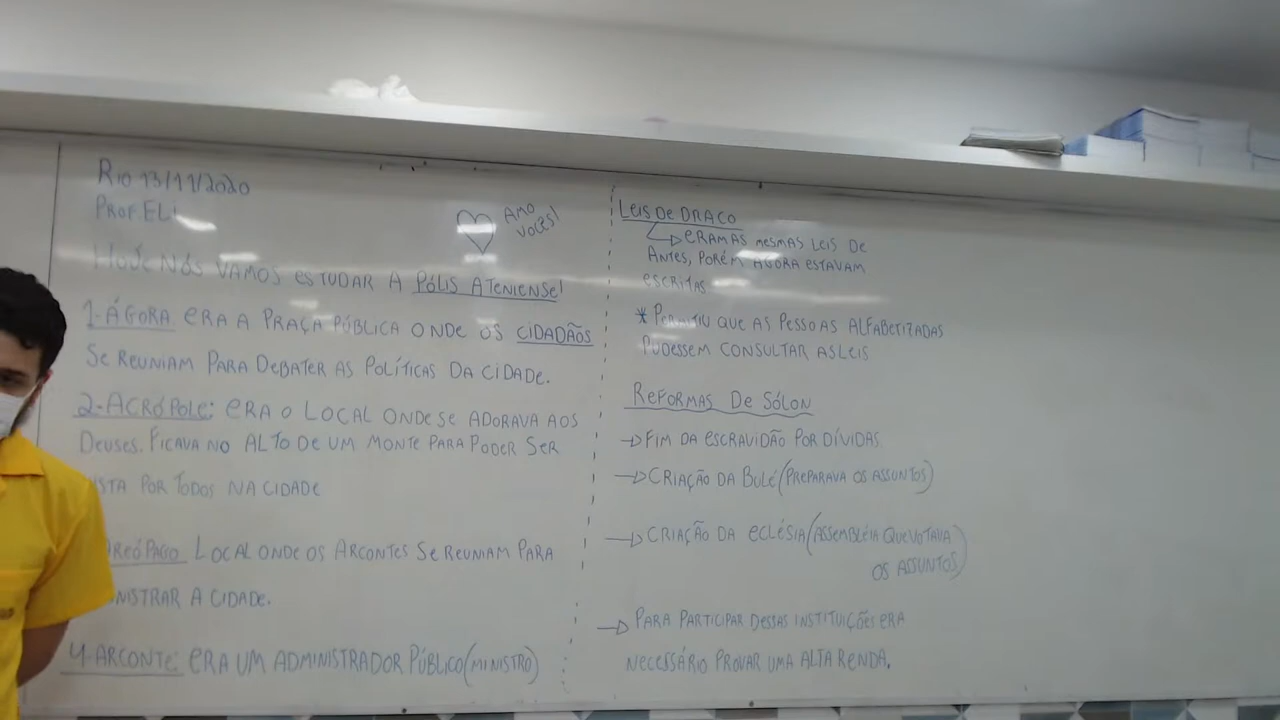 Rio 13/11/2020
Prof. Eli
AMO
VOCÊS!
HOJE NÓS VAMOS ESTUDAR A PÓLIS ATENIENSE!
1-ÁGORA ERA A PRAÇA PÚBLICA ONDE OS CIDADÃOS
SE REUNIAM PARA DEBATER AS POLÍTICAS DA CIDADE.
2-ACRÓPOLE: ERA O LOCAL ONDE SE ADORAVA AOS
DEUSES. FICAVA NO ALTO DE UM MONTE PARA PODER SER
ISTA POR TODOS NA CIDADE
REÓPAGO LOCAL ONDE OS ARCONTES SE REUNIAM PARA
NISTRAR A CIDADE.
4-ARCONTE: ERA UM ADMINISTRADOR PÚBLICO (MINISTRO)
LEIS DE DRACO
ERAM AS MESMAS LEIS DE
ANTES, PORÉM AGORA ESTAVAM
ESCRITAS
* PERMITIU QUE AS PESSOAS ALFABETIZADAS
PUDESSEM CONSULTAR AS LEIS
REFORMAS DE SÓLON
→ FIM DA ESCRAVIDÃO POR DÍVIDAS
→ CRIAÇÃO DA BULÉ (PREPARAVA OS ASSUNTOS)
→ CRIAÇÃO DA ECLÉSIA (ASSEMBLÉIA QUE VOTAVA
OS ASSUNTOS)
→ PARA PARTICIPAR DESSAS INSTITUIÇÕES ERA
NECESSÁRIO PROVAR UMA ALTA RENDA.